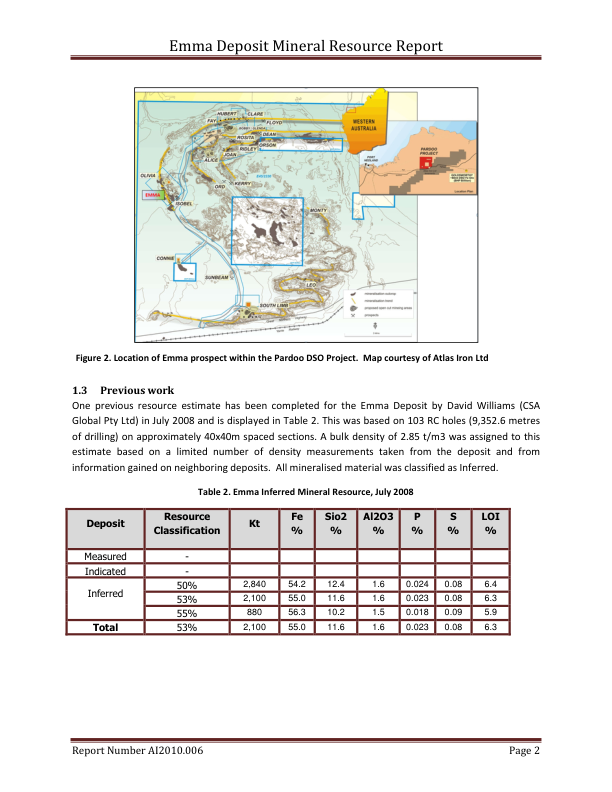 Emma Deposit Mineral Resource Report
HUBERT CLARE
FAY FLOYD
DEAN
ROSITA
ORSON
RIDLEY
JOAN
ALICE
WESTERN
AUSTRALIA
PORT
HEDLAND
PARDOO
PROJECT
Location Plan
OLIVIA
ORD KERRY
EMMA
ISOBEL
MONTY
CONNIE
SUNBEAM
LEO
SOUTH LIMB
mineralisation outcrop
prospects
Figure 2. Location of Emma prospect within the Pardoo DSO Project. Map courtesy of Atlas Iron Ltd
1.3 Previous work
One previous resource estimate has been completed for the Emma Deposit by David Williams (CSA
Global Pty Ltd) in July 2008 and is displayed in Table 2. This was based on 103 RC holes (9,352.6 metres
of drilling) on approximately 40x40m spaced sections. A bulk density of 2.85 t/m3 was assigned to this
estimate based on a limited number of density measurements taken from the deposit and from
information gained on neighboring deposits. All mineralised material was classified as Inferred.
Table 2. Emma Inferred Mineral Resource, July 2008
Deposit Resource Classification Kt Fe % Sio2 % Al2O3 % P % S % LOI %
Measured -
Indicated -
Inferred 50% 2,840 54.2 12.4 1.6 0.024 0.08 6.4
53% 2,100 55.0 11.6 1.6 0.023 0.08 6.3
55% 880 56.3 10.2 1.5 0.018 0.09 5.9
Total 53% 2,100 55.0 11.6 1.6 0.023 0.08 6.3
Report Number AI2010.006 Page 2